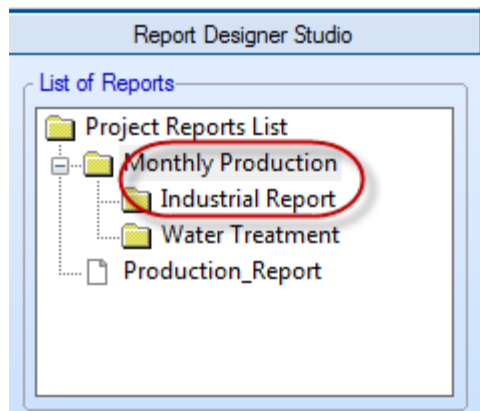 Report Designer Studio
List of Reports
Project Reports List
Monthly Production
Industrial Report
Water Treatment
Production_Report